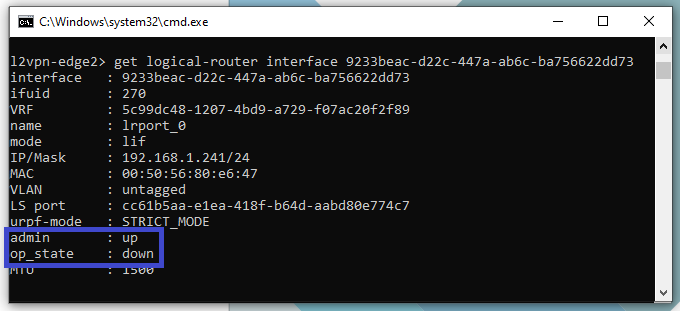 C:\Windows\system32\cmd.exe
l2vpn-edge2> get logical-router interface 9233beac-d22c-447a-ab6c-ba756622dd73
interface : 9233beac-d22c-447a-ab6c-ba756622dd73
ifuid : 270
VRF : 5c99dc48-1207-4bd9-a729-f07ac20f2f89
name : lrport_0
mode : lif
IP/Mask : 192.168.1.241/24
MAC : 00:50:56:80:e6:47
VLAN : untagged
LS port : cc61b5aa-e1ea-418f-b64d-aabd80e774c7
urpf-mode : STRICT_MODE
admin : up
op_state : down
MTU : 1500